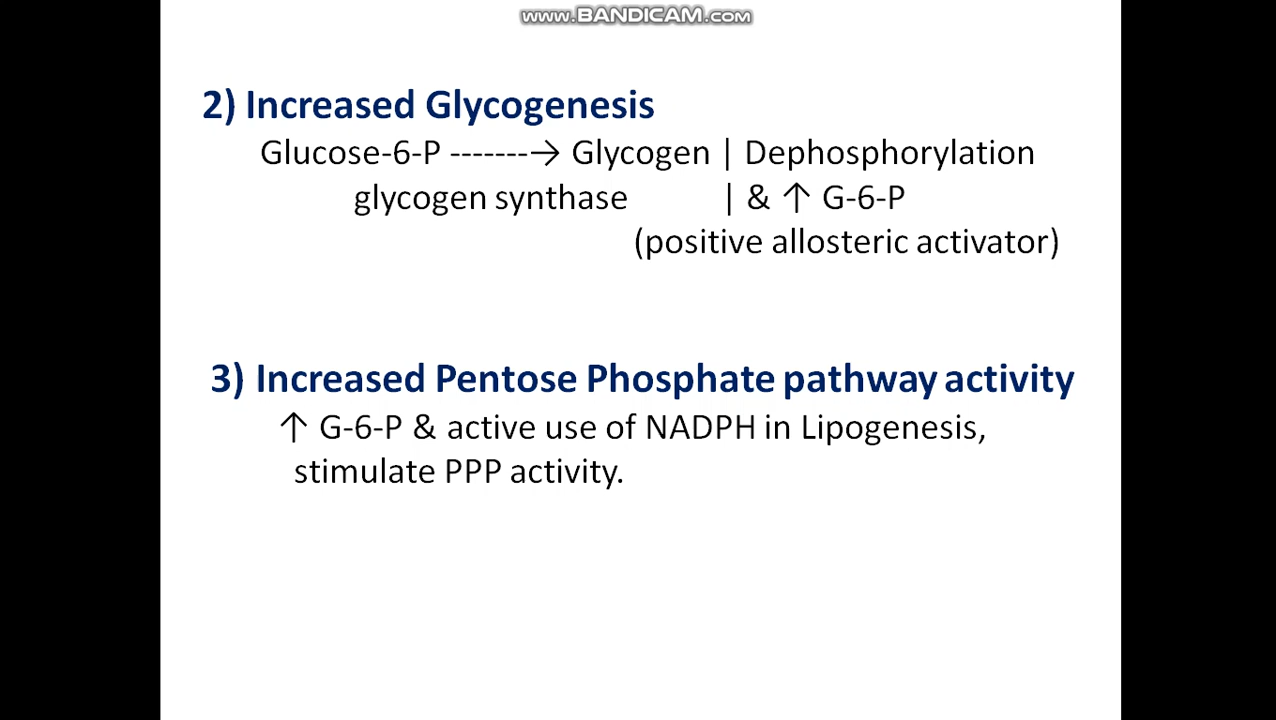 www.BANDICAM.com
2) Increased Glycogenesis
Glucose-6-P -------→ Glycogen | Dephosphorylation
glycogen synthase | & ↑ G-6-P
(positive allosteric activator)
3) Increased Pentose Phosphate pathway activity
↑ G-6-P & active use of NADPH in Lipogenesis,
stimulate PPP activity.